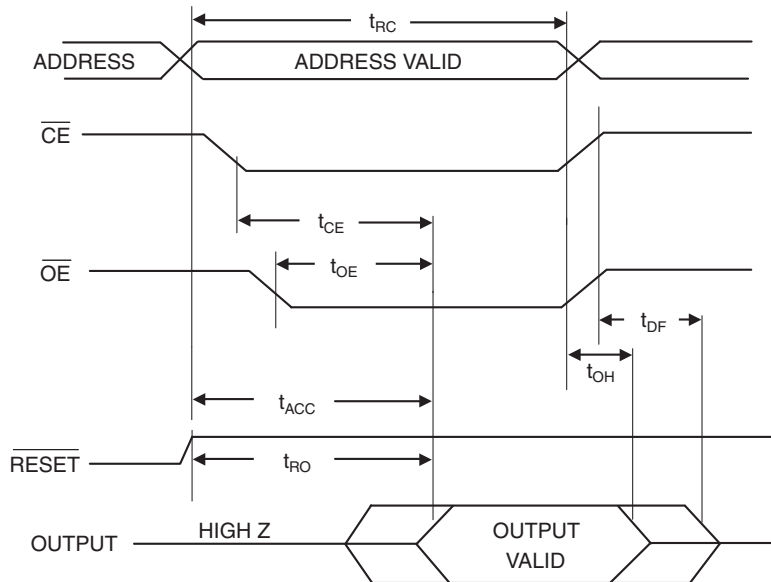 tRC
ADDRESS ADDRESS VALID
CE
tCE
tOE
OE
tDF
tOH
tACC
RESET
tRO
OUTPUT HIGH Z OUTPUT
VALID